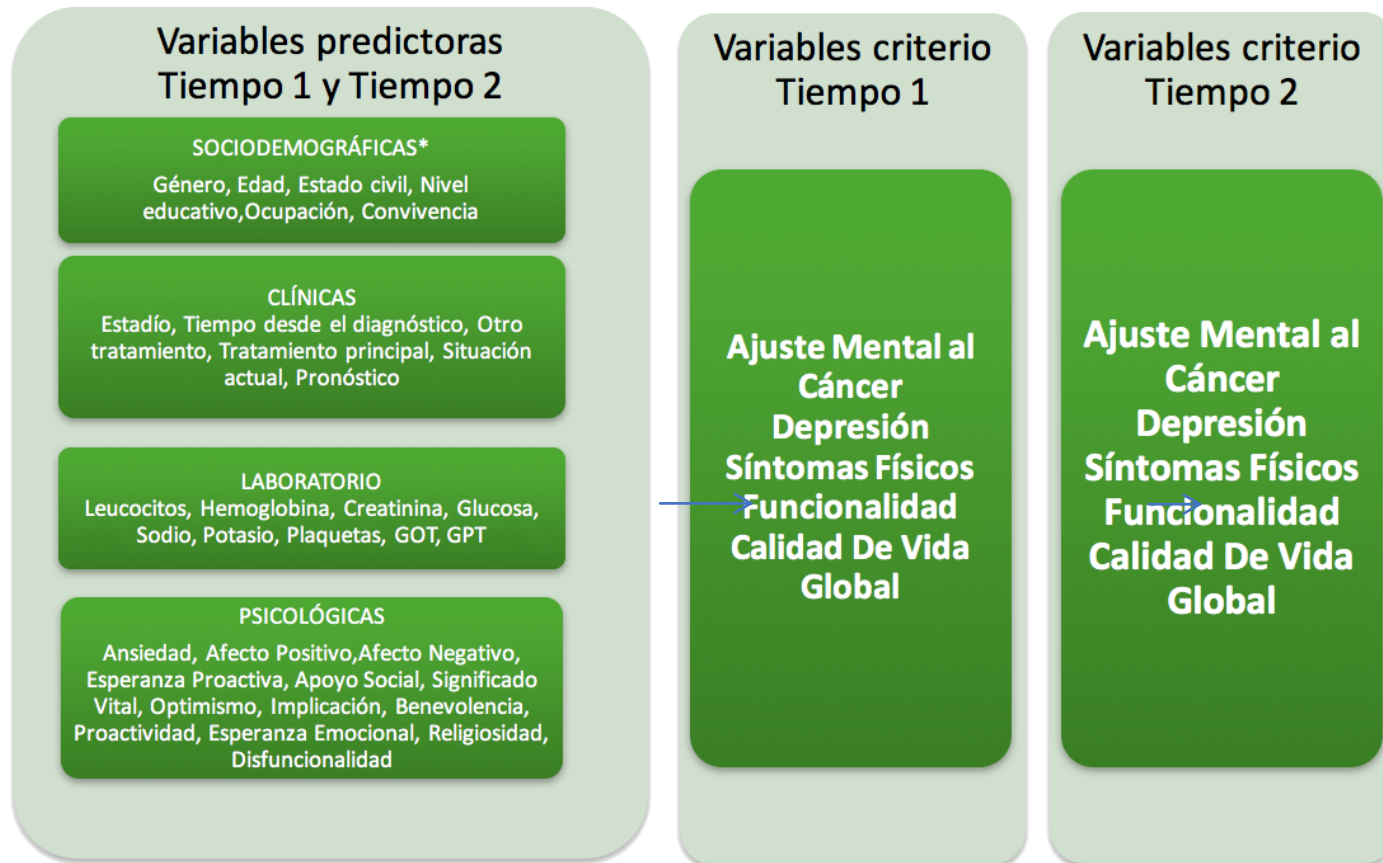 Variables predictoras
Tiempo 1 y Tiempo 2
SOCIODEMOGRÁFICAS*
Género, Edad, Estado civil, Nivel
educativo,Ocupación, Convivencia
CLÍNICAS
Estadío, Tiempo desde el diagnóstico, Otro
tratamiento, Tratamiento principal, Situación
actual, Pronóstico
LABORATORIO
Leucocitos, Hemoglobina, Creatinina, Glucosa,
Sodio, Potasio, Plaquetas, GOT, GPT
PSICOLÓGICAS
Ansiedad, Afecto Positivo,Afecto Negativo,
Esperanza Proactiva, Apoyo Social, Significado
Vital, Optimismo, Implicación, Benevolencia,
Proactividad, Esperanza Emocional, Religiosidad,
Disfuncionalidad
Variables criterio
Tiempo 1
Ajuste Mental al
Cáncer
Depresión
Síntomas Físicos
Funcionalidad
Calidad De Vida
Global
Variables criterio
Tiempo 2
Ajuste Mental al
Cáncer
Depresión
Síntomas Físicos
Funcionalidad
Calidad De Vida
Global